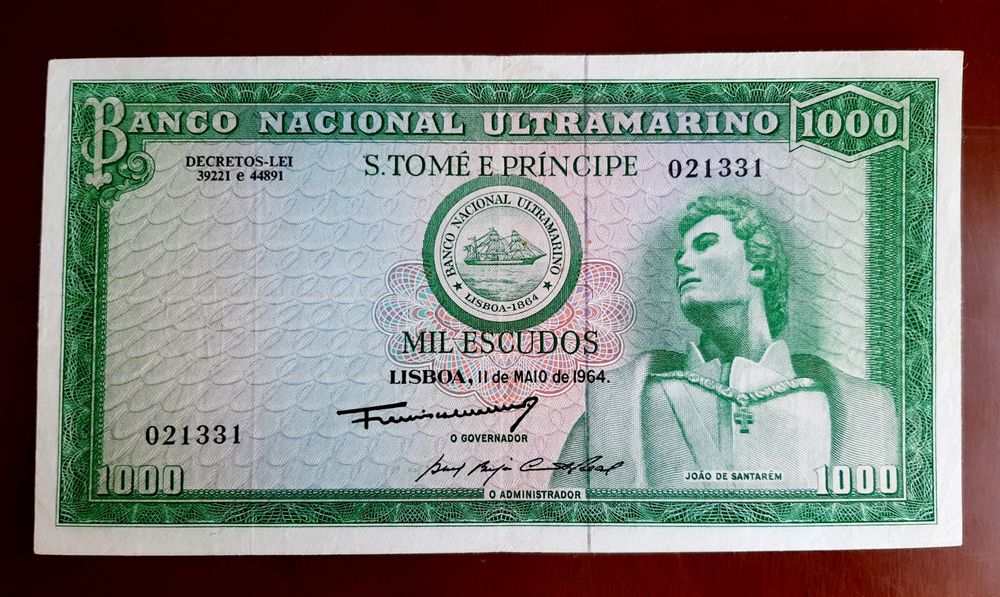 BANCO NACIONAL ULTRAMARINO 1000
DECRETOS-LEI
39221 e 44891
S. TOMÉ E PRÍNCIPE
021331
BANCO NACIONAL ULTRAMARINO
★ LISBOA-1864 ★
MIL ESCUDOS
LISBOA, 11 de MAIO de 1964.
021331
O GOVERNADOR
JOÃO DE SANTARÉM
1000
1000
O ADMINISTRADOR